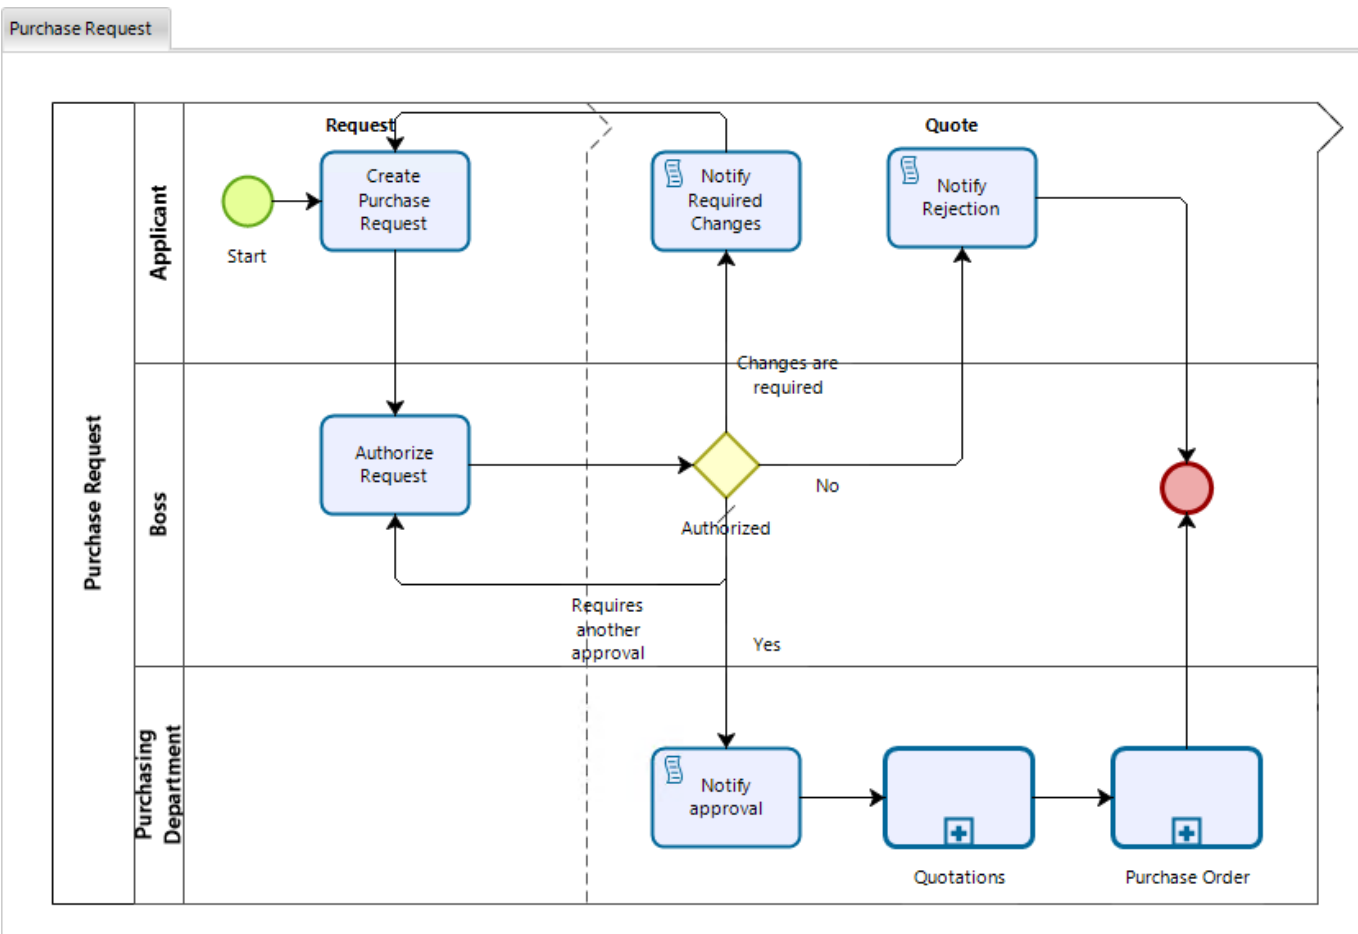 Purchase Request
Request
Quote
Create
Purchase
Request
Notify
Required
Changes
Notify
Rejection
Start
Applicant
Changes are
required
Purchase Request
Boss
Authorize
Request
No
Authorized
Requires
another
approval
Yes
Purchasing
Department
Notify
approval
Quotations
Purchase Order